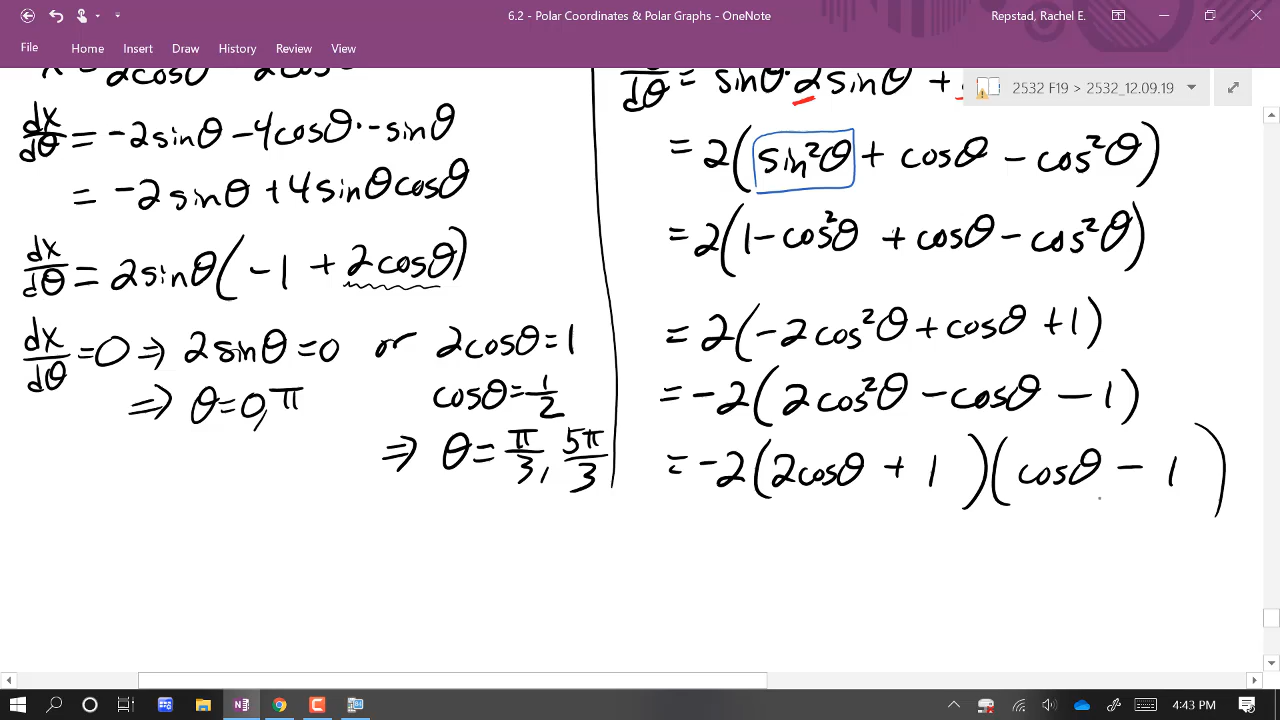 6.2 - Polar Coordinates & Polar Graphs - OneNote
Repstad, Rachel E.
File Home Insert Draw History Review View
2532 F19 > 2532_12.09.19
dx/dθ = -2sinθ - 4cosθ·-sinθ
= -2sinθ + 4sinθcosθ
dx/dθ = 2sinθ(-1 + 2cosθ)
dx/dθ = 0 ⇒ 2sinθ = 0 or 2cosθ = 1
⇒ θ = 0, π
cosθ = 1/2
⇒ θ = π/3, 5π/3
= sinθ·2sinθ +
= 2(sin²θ + cosθ - cos²θ)
= 2(1 - cos²θ + cosθ - cos²θ)
= 2(-2cos²θ + cosθ + 1)
= -2(2cos²θ - cosθ - 1)
= -2(2cosθ + 1)(cosθ - 1)
4:43 PM